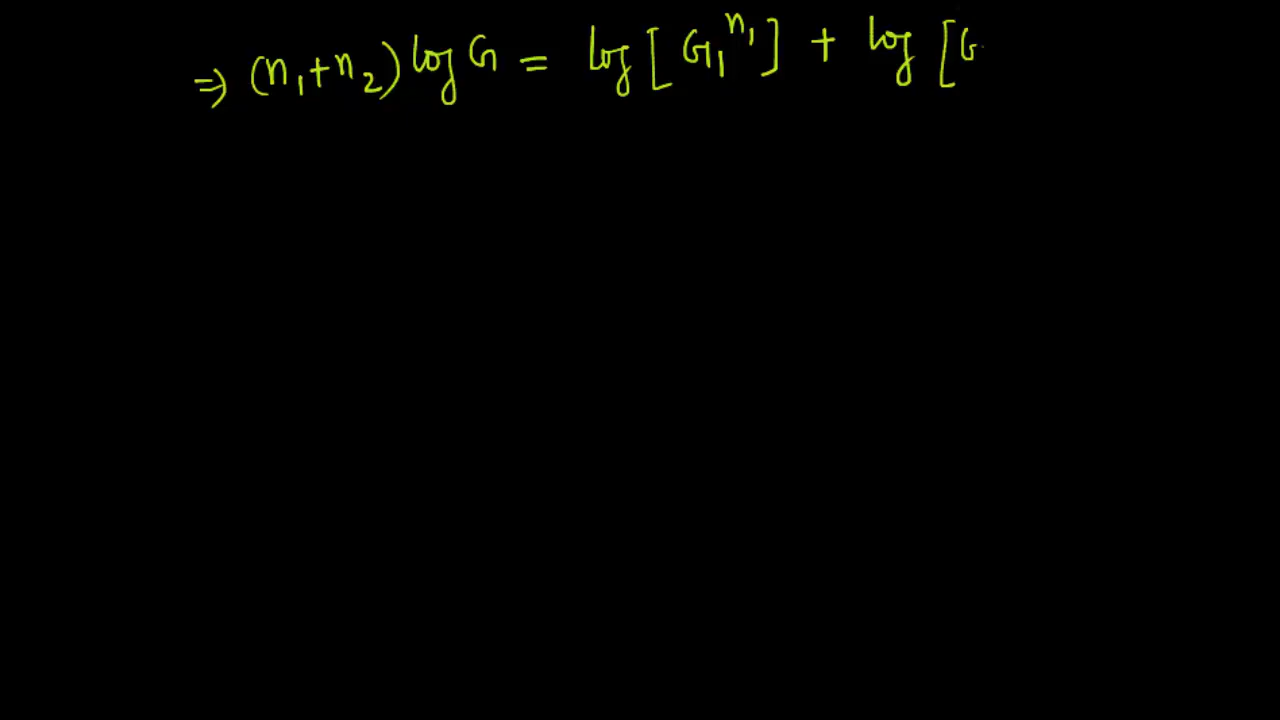 ⇒ (n₁+n₂) log G = log [G₁^n₁] + log [G